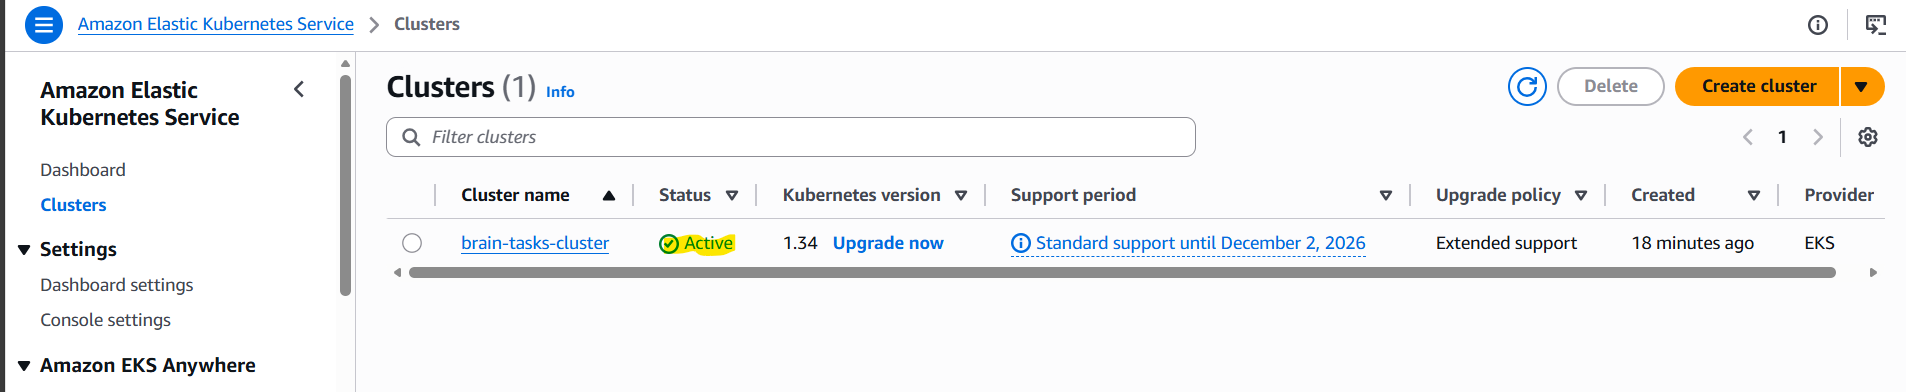 Amazon Elastic Kubernetes Service > Clusters
Amazon Elastic
Kubernetes Service
Dashboard
Clusters
Settings
Dashboard settings
Console settings
Amazon EKS Anywhere
Clusters (1) Info
Delete
Create cluster
Filter clusters
1
Cluster name Status Kubernetes version Support period Upgrade policy Created Provider
brain-tasks-cluster Active 1.34 Upgrade now Standard support until December 2, 2026 Extended support 18 minutes ago EKS